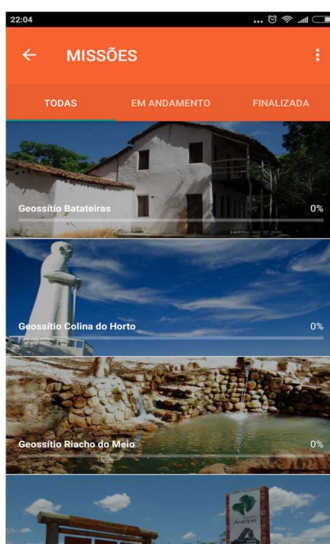 22:04
MISSÕES
TODAS EM ANDAMENTO FINALIZADA
Geossítio Batateiras 0%
Geossítio Colina do Horto 0%
Geossítio Riacho do Meio 0%